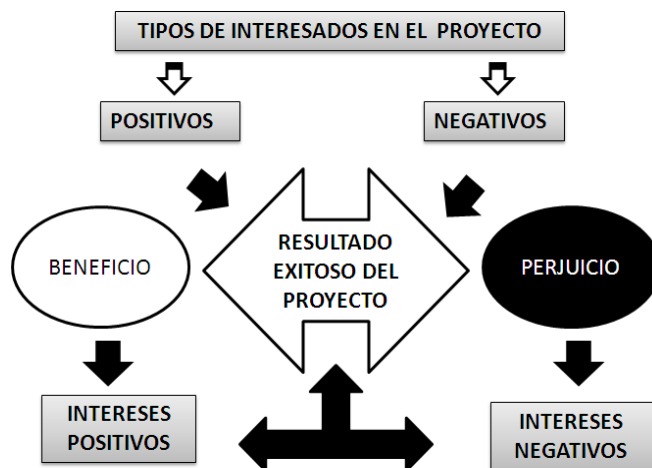 TIPOS DE INTERESADOS EN EL PROYECTO
POSITIVOS
NEGATIVOS
BENEFICIO
RESULTADO
EXITOSO DEL
PROYECTO
PERJUICIO
INTERESES
POSITIVOS
INTERESES
NEGATIVOS